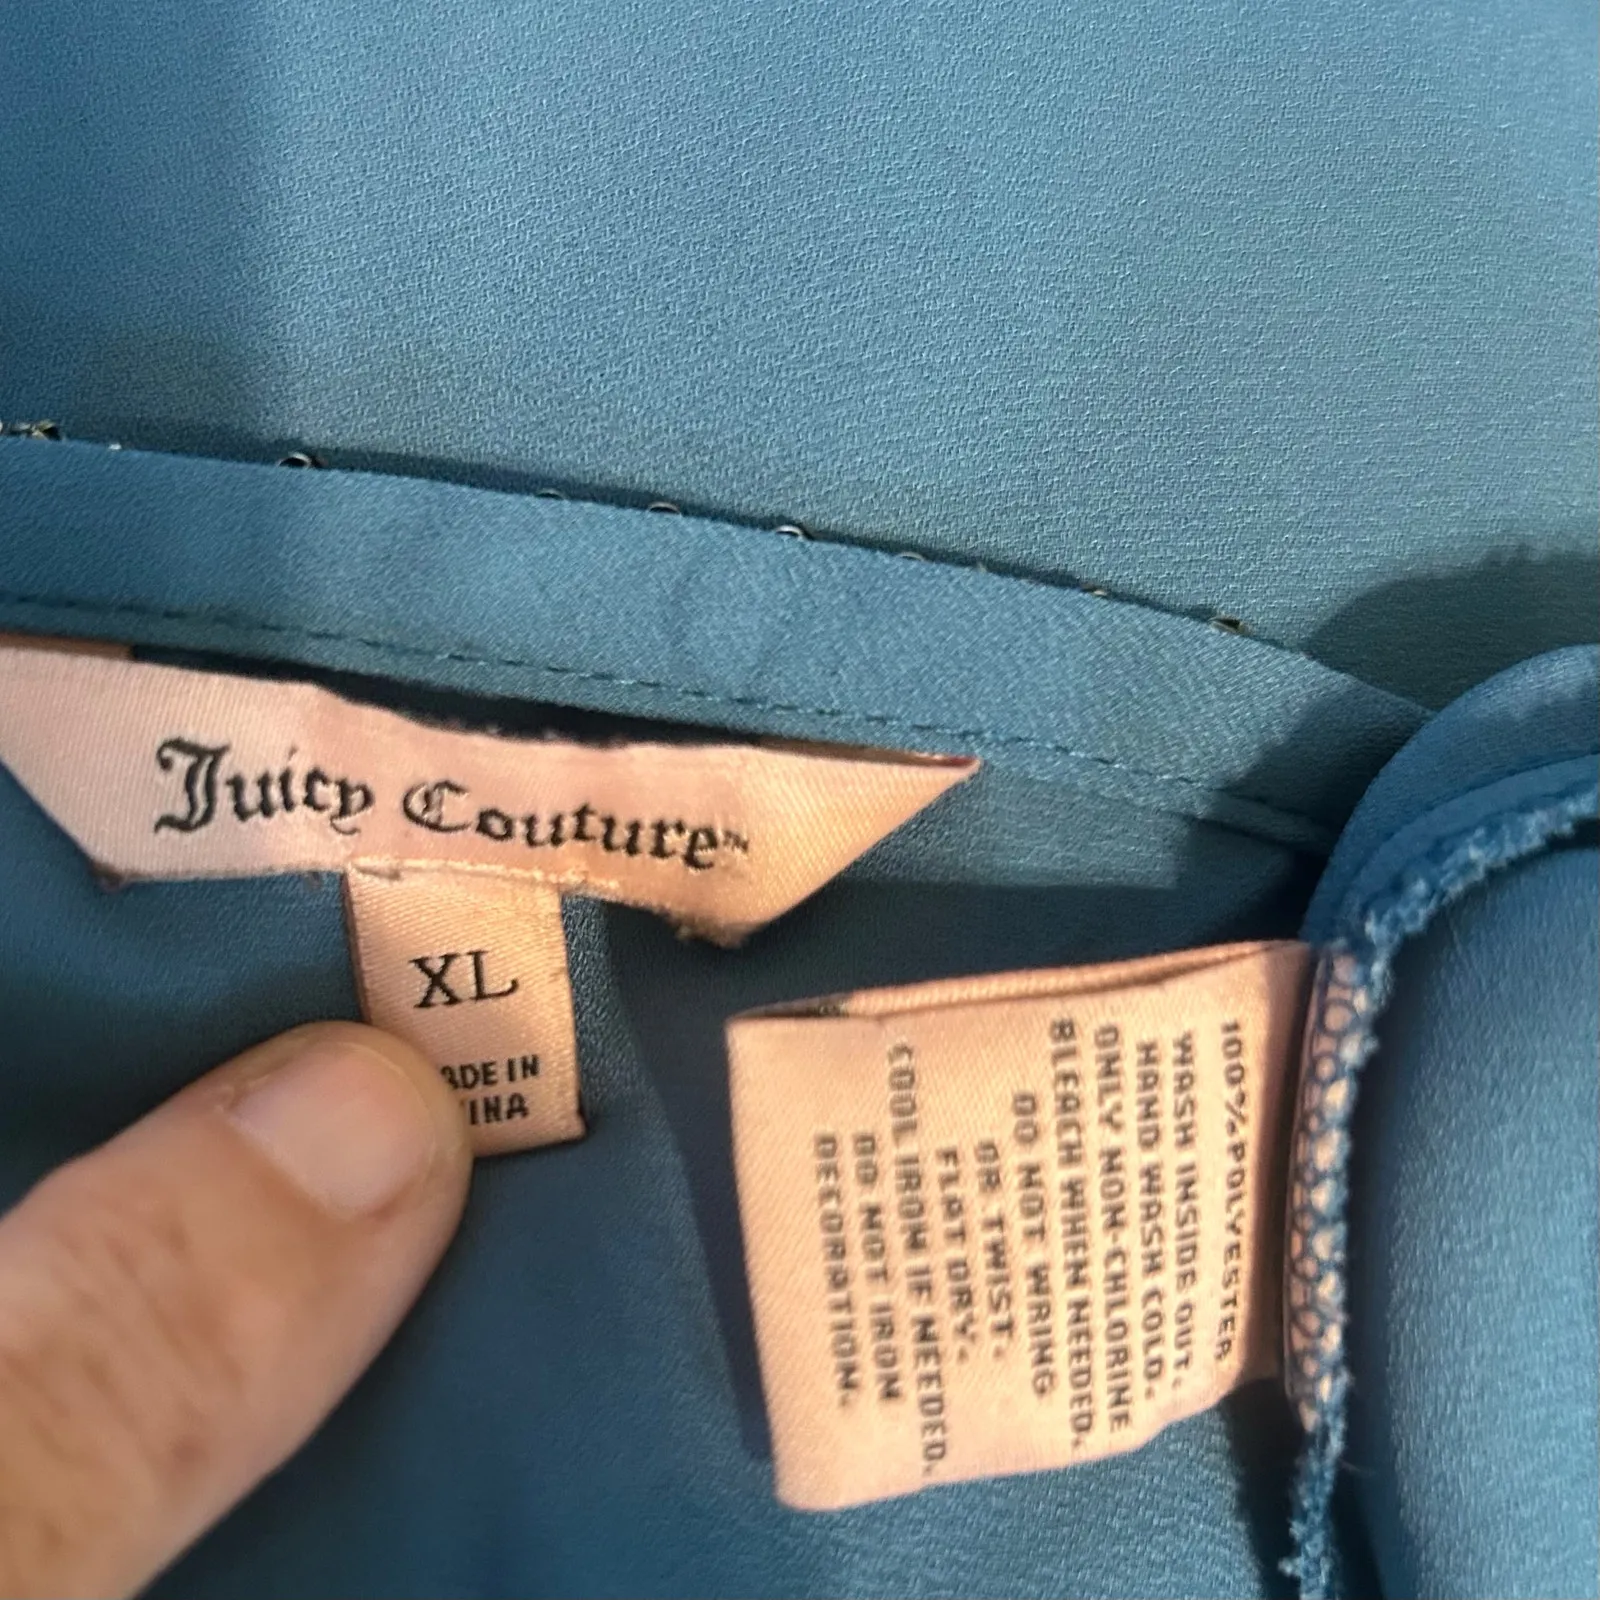 Juicy Couture™
XL
ADE IN
INA
100% POLYESTER
WASH INSIDE OUT.
HAND WASH COLD.
ONLY NON-CHLORINE
BLEACH WHEN NEEDED.
DO NOT WRING
OR TWIST.
FLAT DRY.
COOL IRON IF NEEDED.
DO NOT IRON
DECORATION.